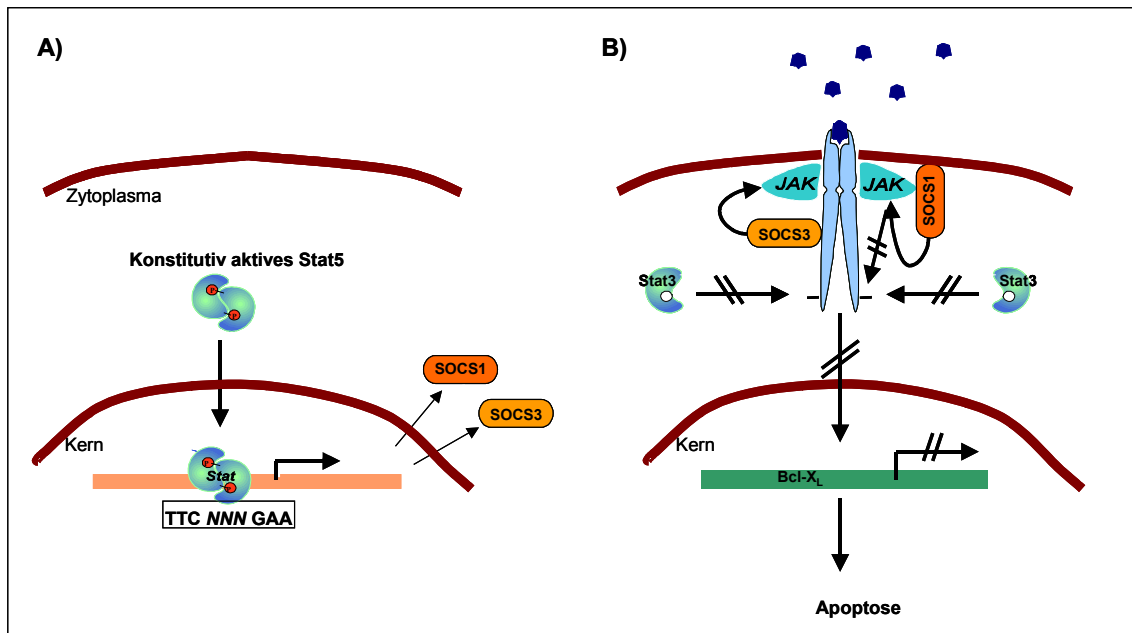 A)
Zytoplasma
Konstitutiv aktives Stat5
P
P
SOCS1
SOCS3
Kern
P
Stat
P
TTC NNN GAA
B)
JAK
JAK
SOCS1
SOCS3
Stat3
Stat3
Kern
Bcl-XL
Apoptose